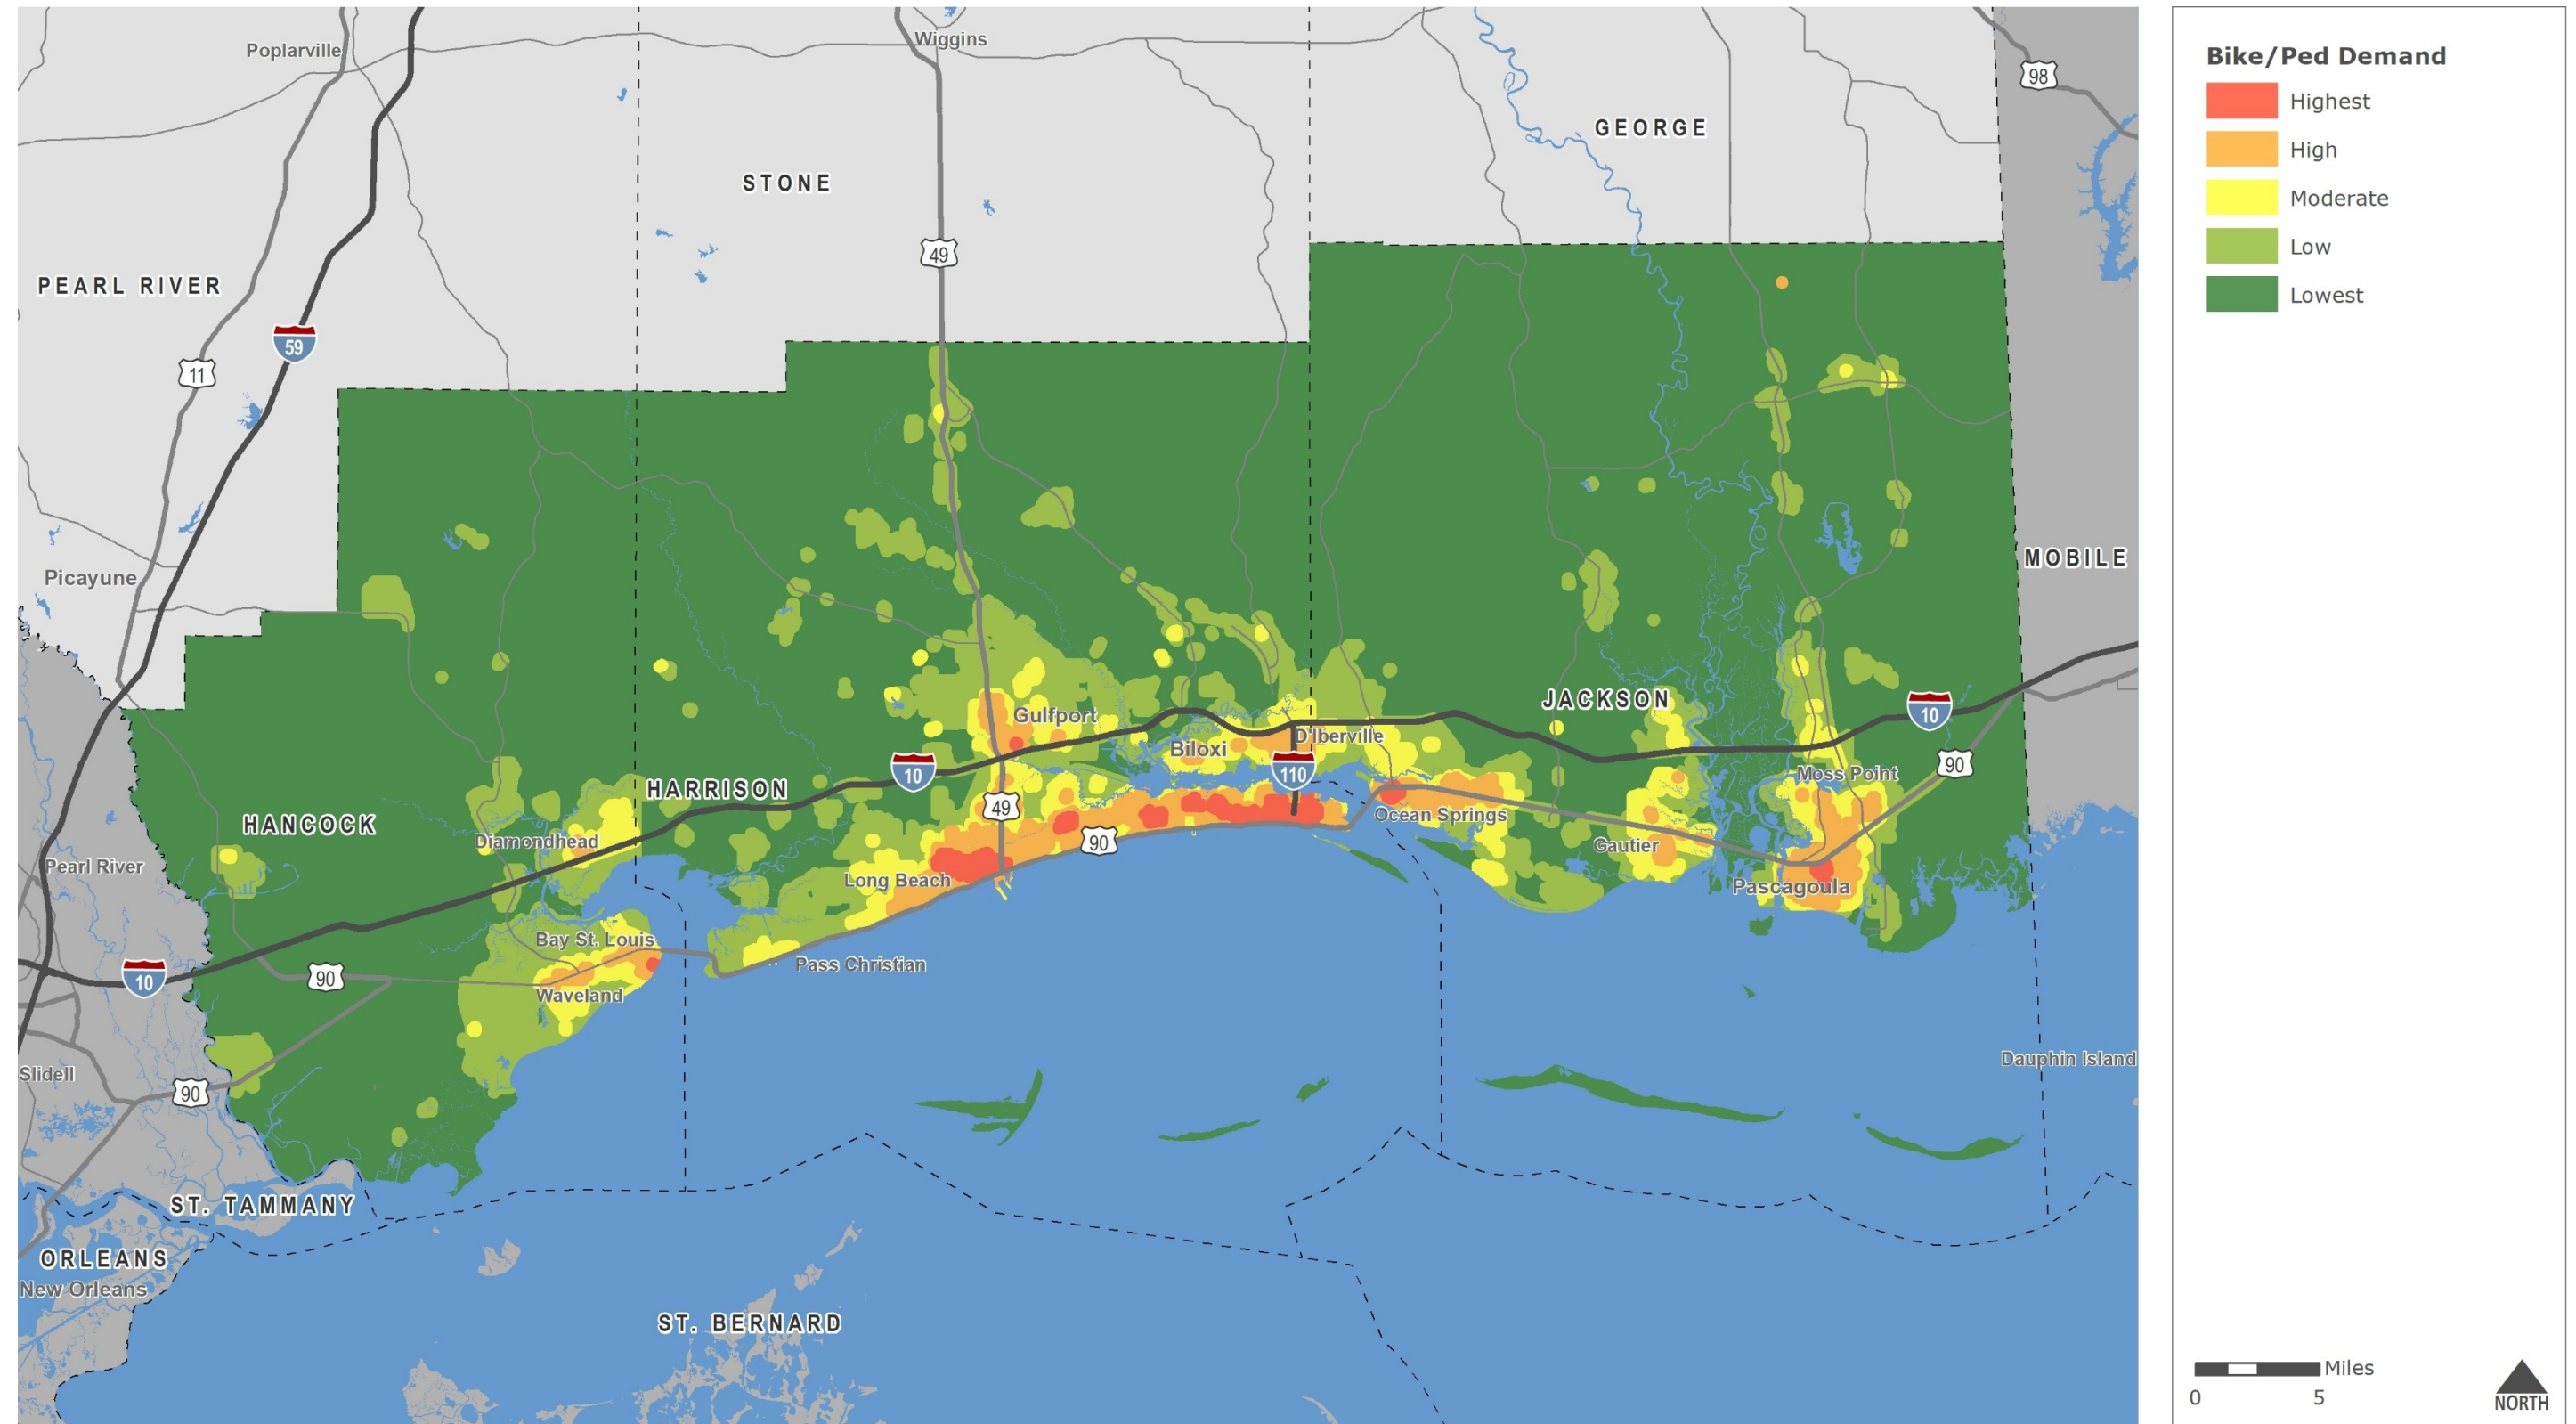 Poplarville
Wiggins
98
Bike/Ped Demand
Highest
GEORGE
High
STONE
Moderate
49
Low
PEARL RIVER
Lowest
59
11
MOBILE
Picayune
JACKSON
10
Gulfport
D'Iberville
Biloxi
90
10
110
Moss Point
HARRISON
49
Ocean Springs
HANCOCK
Diamondhead
90
Gautier
Pearl River
Long Beach
Pascagoula
Bay St. Louis
Pass Christian
10
90
Waveland
Dauphin Island
Slidell
90
ST. TAMMANY
ORLEANS
New Orleans
ST. BERNARD
Miles
0 5
NORTH